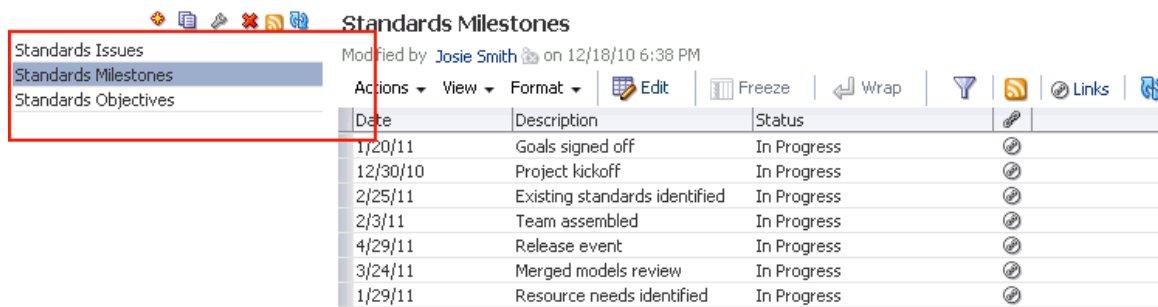 Standards Issues
Standards Milestones
Standards Objectives
Standards Milestones
Modified by Josie Smith on 12/18/10 6:38 PM
Actions View Format Edit Freeze Wrap Links
Date Description Status
1/20/11 Goals signed off In Progress
12/30/10 Project kickoff In Progress
2/25/11 Existing standards identified In Progress
2/3/11 Team assembled In Progress
4/29/11 Release event In Progress
3/24/11 Merged models review In Progress
1/29/11 Resource needs identified In Progress